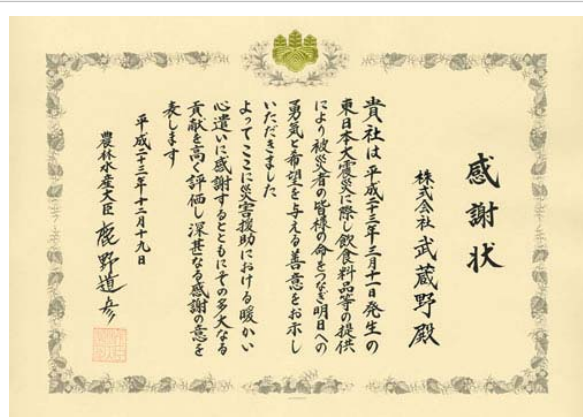 感謝状
株式会社武蔵野殿
貴社は平成二十三年三月十一日発生の
東日本大震災に際し飲食料品等の提供
により被災者の皆様の命をつなぎ明日への
勇気と希望を与える善意をお示し
いただきました
よってここに災害援助における暖かい
心遣いに感謝するとともにその多大なる
貢献を高く評価し深甚なる感謝の意を
表します
平成二十三年十二月十九日
農林水産大臣 鹿野道彦